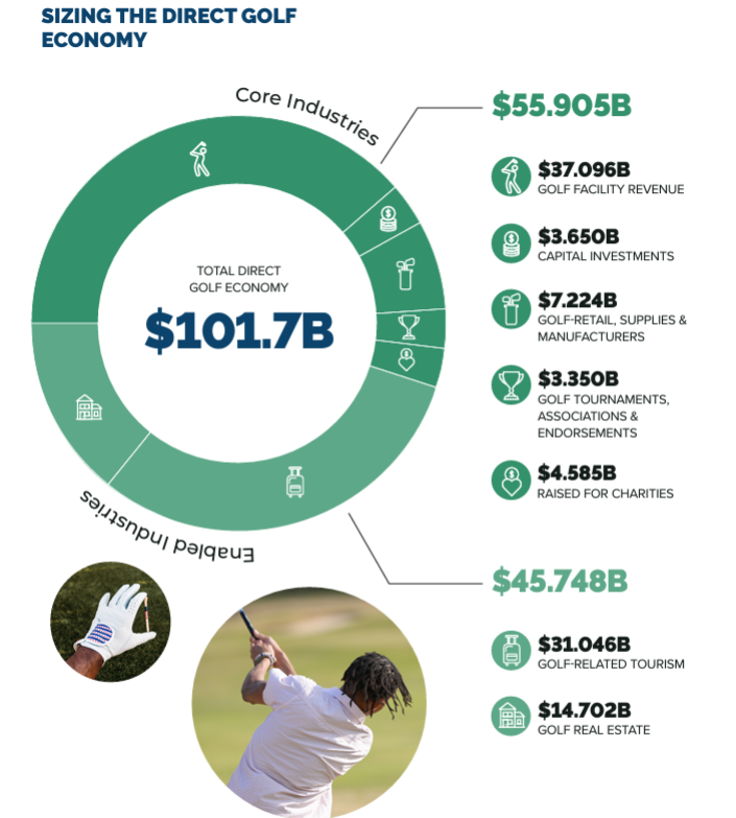 SIZING THE DIRECT GOLF
ECONOMY
Core Industries
$55.905B
$37.096B
GOLF FACILITY REVENUE
$3.650B
CAPITAL INVESTMENTS
$7.224B
GOLF-RETAIL, SUPPLIES &
MANUFACTURERS
$3.350B
GOLF TOURNAMENTS,
ASSOCIATIONS &
ENDORSEMENTS
$4.585B
RAISED FOR CHARITIES
TOTAL DIRECT
GOLF ECONOMY
$101.7B
Enabled Industries
$45.748B
$31.046B
GOLF-RELATED TOURISM
$14.702B
GOLF REAL ESTATE